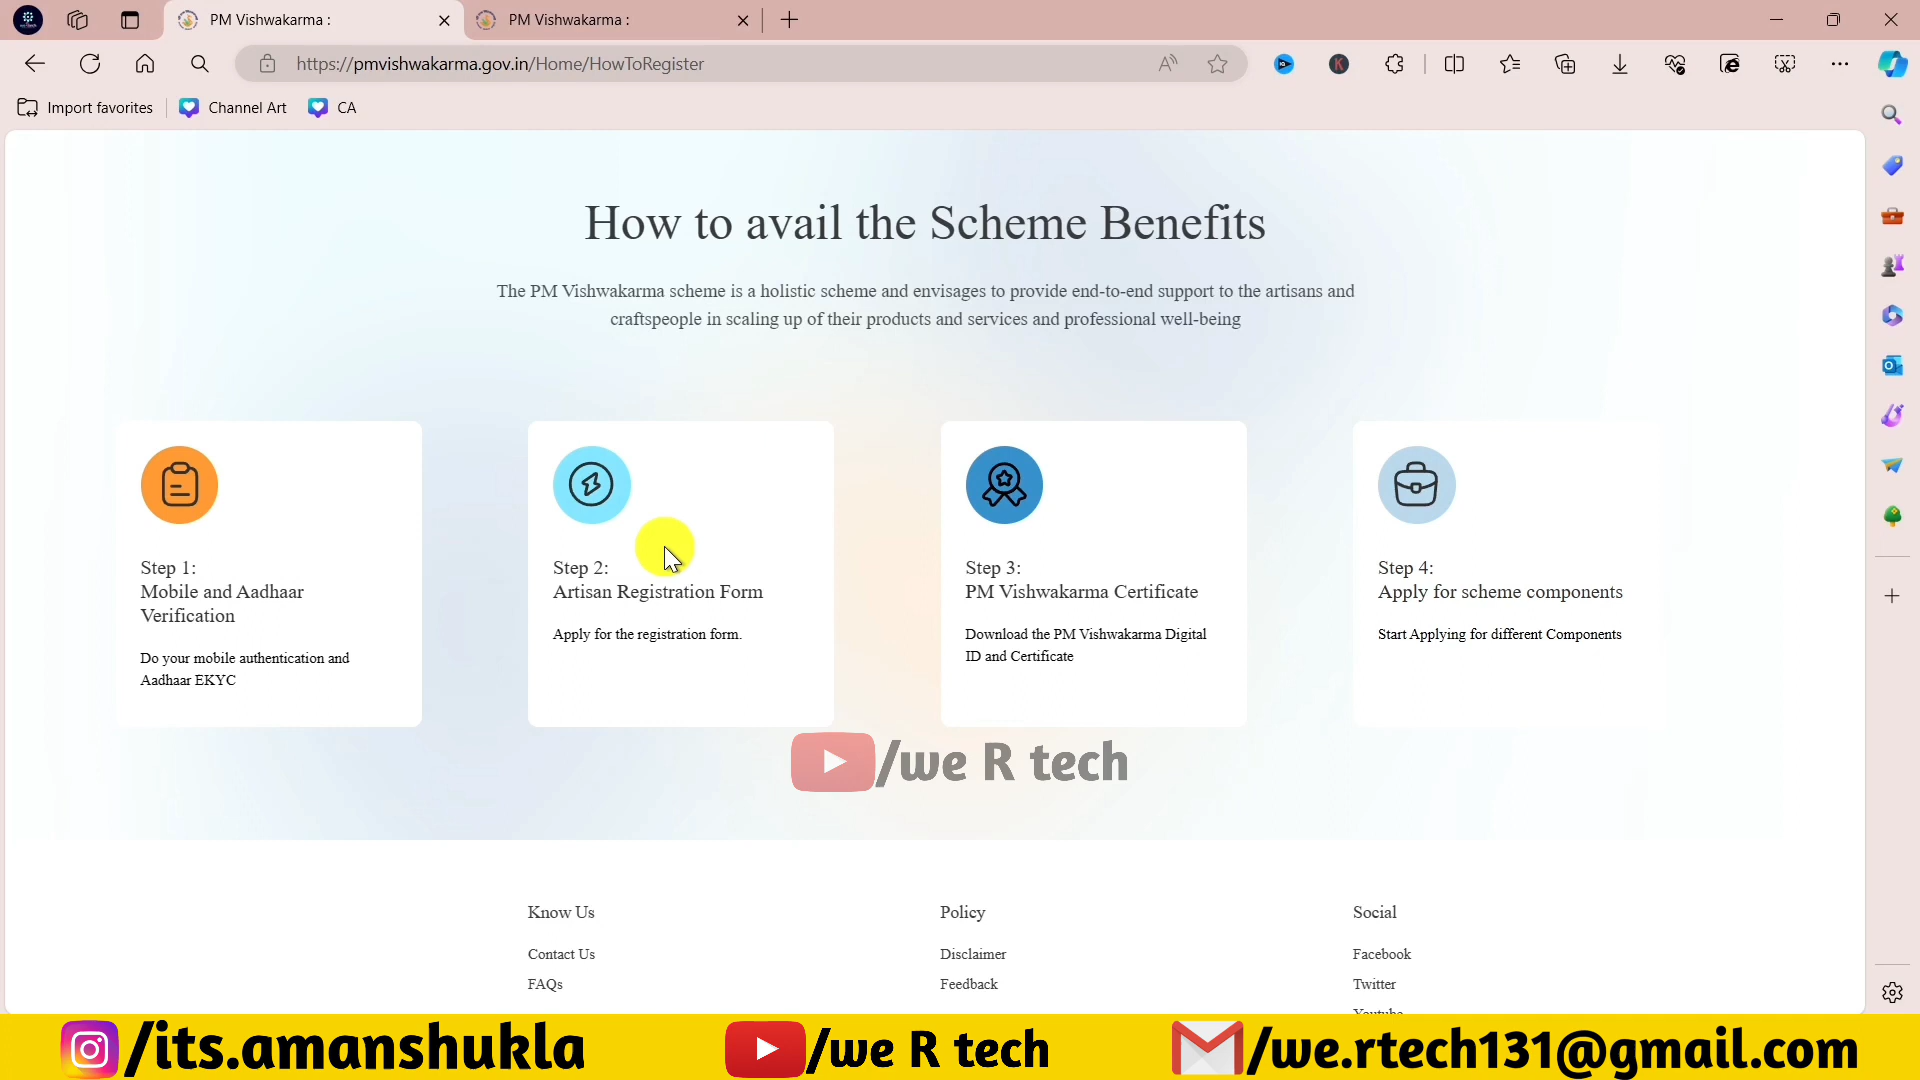 PM Vishwakarma :
PM Vishwakarma :
https://pmvishwakarma.gov.in/Home/HowToRegister
Import favorites
Channel Art
CA
How to avail the Scheme Benefits
The PM Vishwakarma scheme is a holistic scheme and envisages to provide end-to-end support to the artisans and
craftspeople in scaling up of their products and services and professional well-being
Step 1:
Mobile and Aadhaar
Verification
Do your mobile authentication and
Aadhaar EKYC
Step 2:
Artisan Registration Form
Apply for the registration form.
Step 3:
PM Vishwakarma Certificate
Download the PM Vishwakarma Digital
ID and Certificate
Step 4:
Apply for scheme components
Start Applying for different Components
/we R tech
Know Us
Contact Us
FAQs
Policy
Disclaimer
Feedback
Social
Facebook
Twitter
Youtube
/its.amanshukla
/we R tech
/we.rtech131@gmail.com